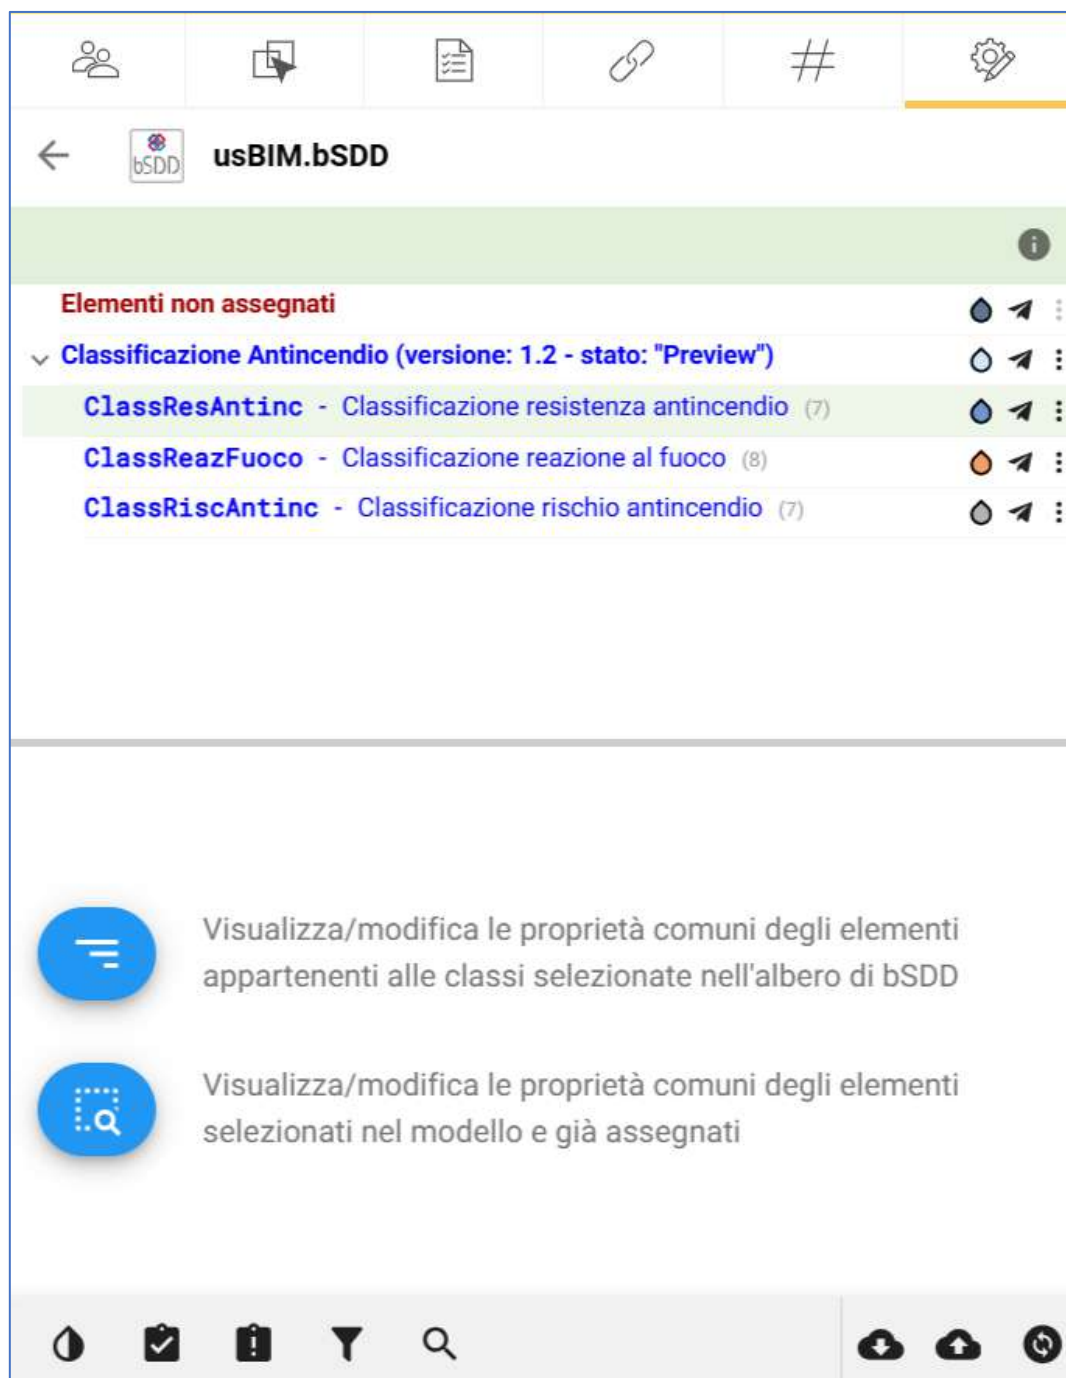 bSDD
usBIM.bSDD
Elementi non assegnati
Classificazione Antincendio (versione: 1.2 - stato: "Preview")
ClassResAntinc - Classificazione resistenza antincendio (7)
ClassReazFuoco - Classificazione reazione al fuoco (8)
ClassRiscAntinc - Classificazione rischio antincendio (7)
Visualizza/modifica le proprietà comuni degli elementi
appartenenti alle classi selezionate nell'albero di bSDD
Visualizza/modifica le proprietà comuni degli elementi
selezionati nel modello e già assegnati